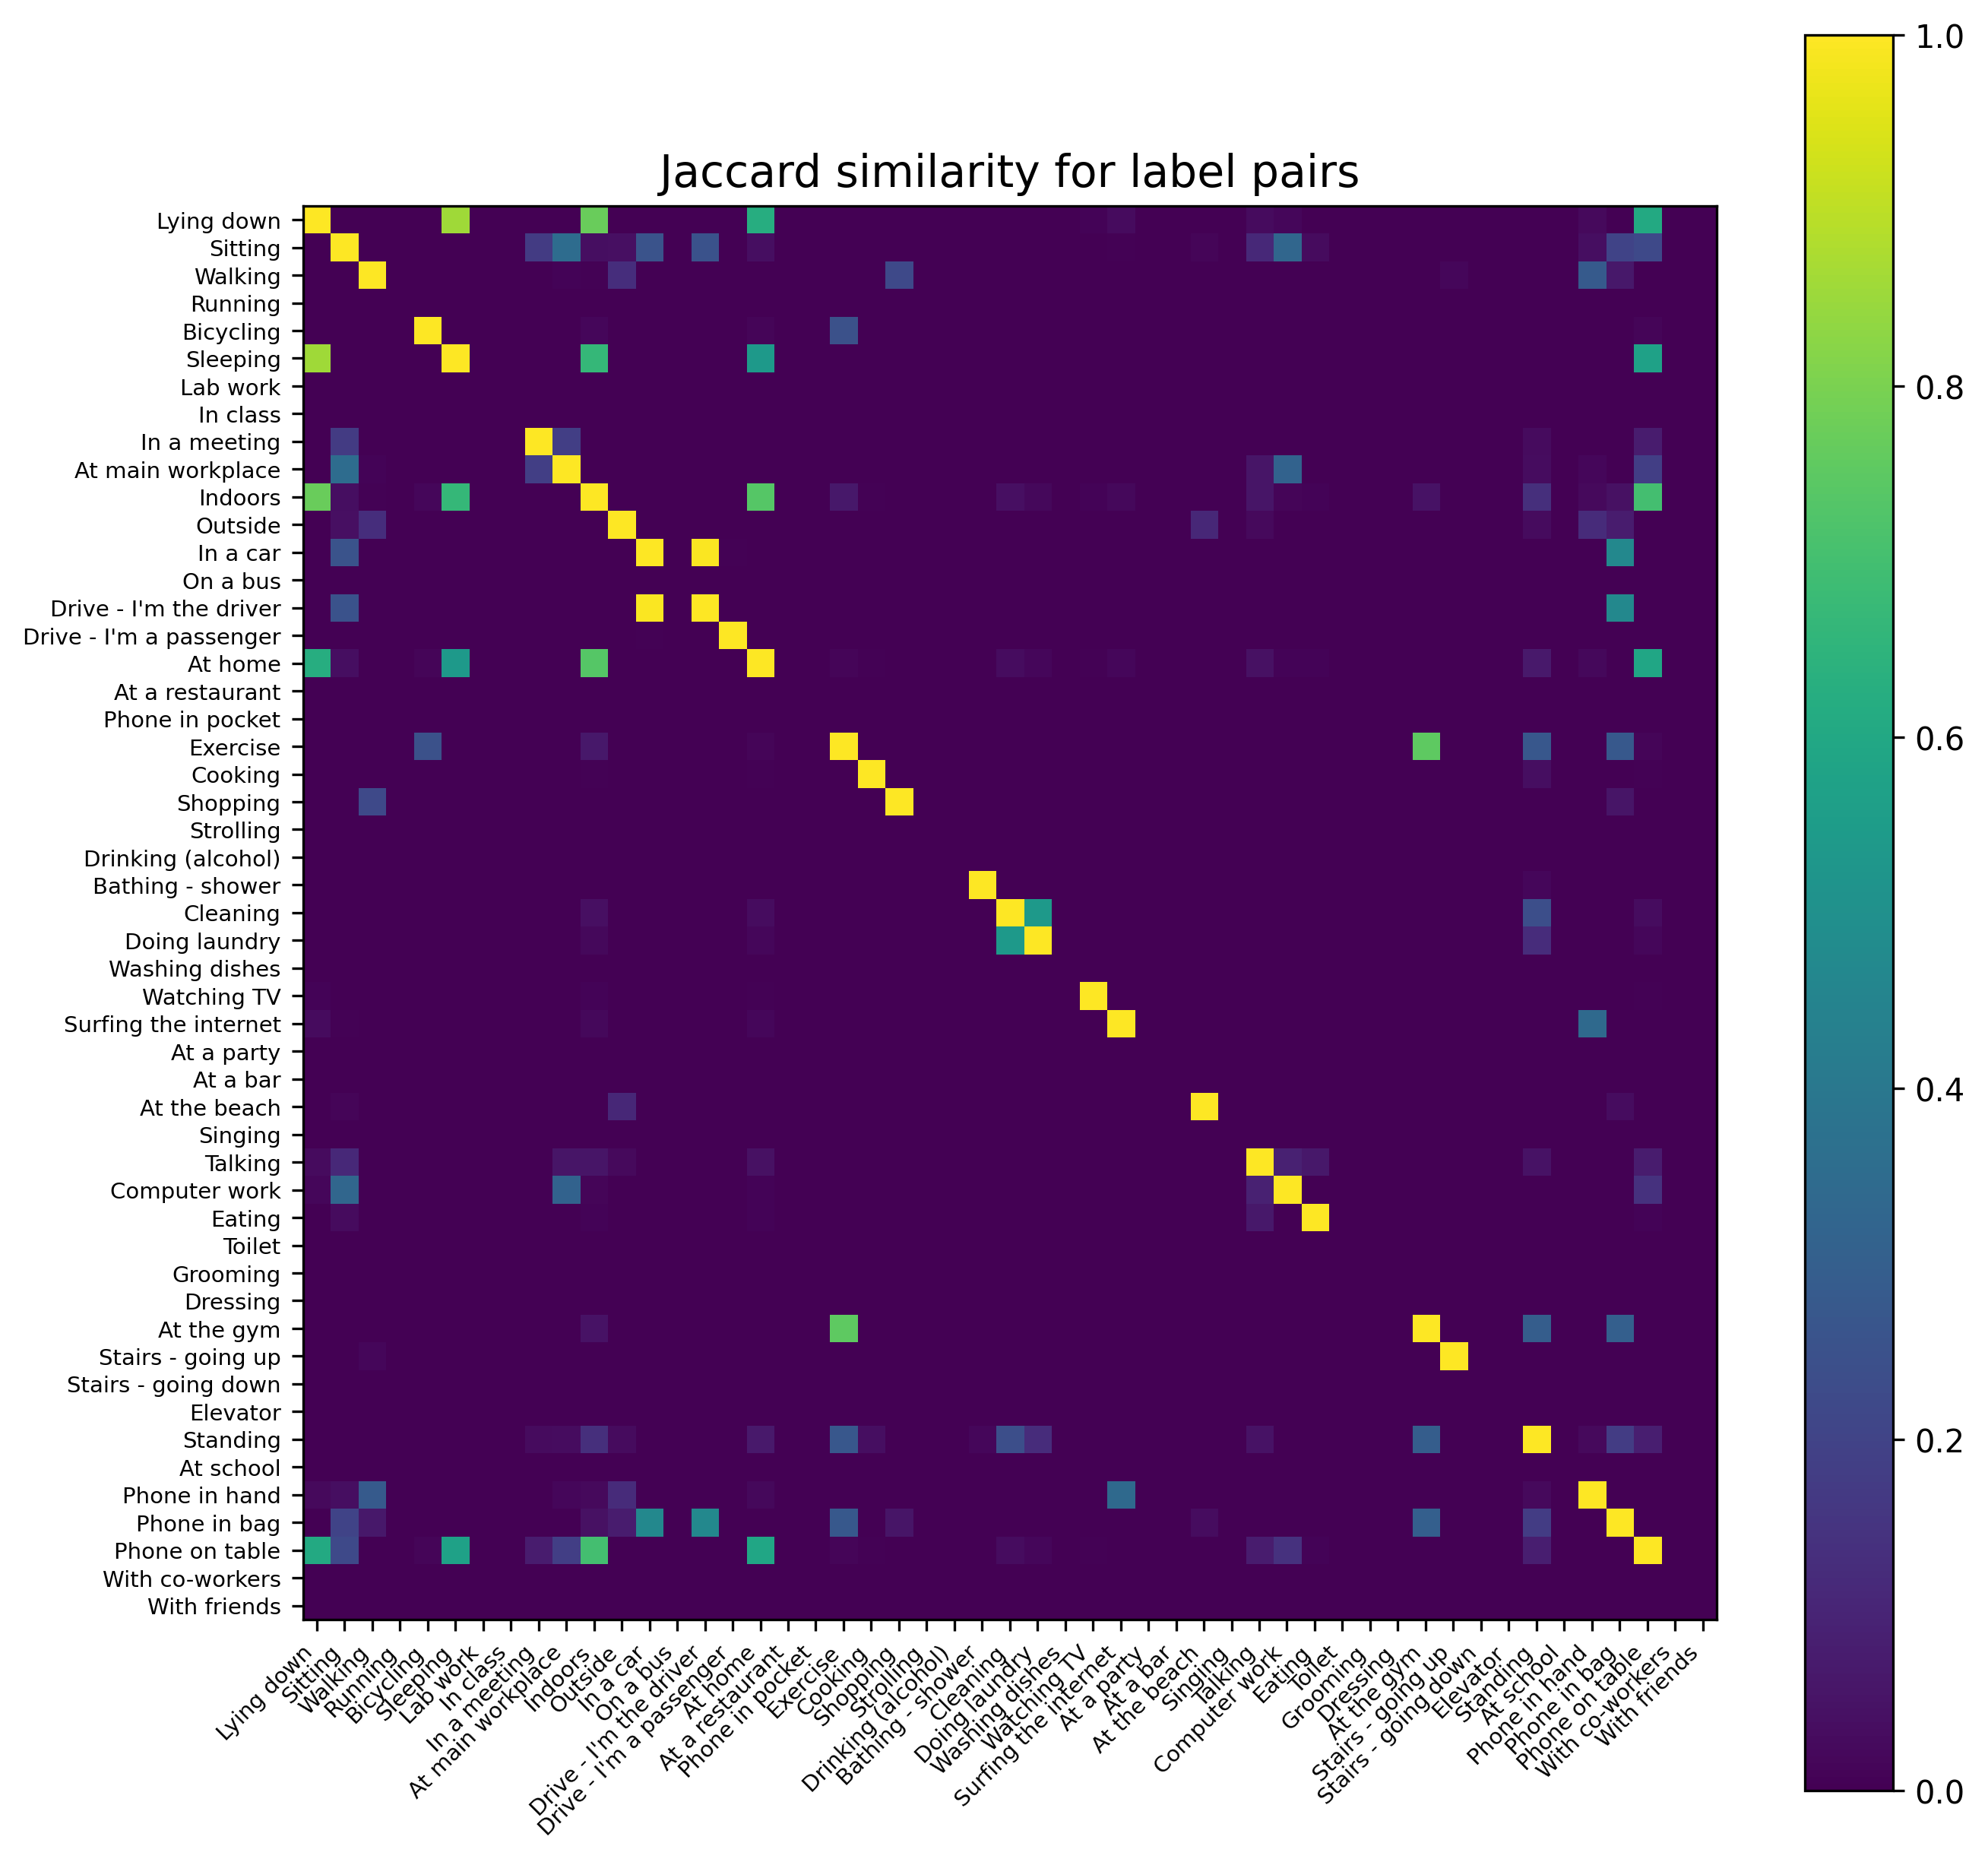 Jaccard similarity for label pairs
Lying down
Sitting
Walking
Running
Bicycling
Sleeping
Lab work
In class
In a meeting
At main workplace
Indoors
Outside
In a car
On a bus
Drive - I'm the driver
Drive - I'm a passenger
At home
At a restaurant
Phone in pocket
Exercise
Cooking
Shopping
Strolling
Drinking (alcohol)
Bathing - shower
Cleaning
Doing laundry
Washing dishes
Watching TV
Surfing the internet
At a party
At a bar
At the beach
Singing
Talking
Computer work
Eating
Toilet
Grooming
Dressing
At the gym
Stairs - going up
Stairs - going down
Elevator
Standing
At school
Phone in hand
Phone in bag
Phone on table
With co-workers
With friends
Lying down
Sitting
Walking
Running
Bicycling
Sleeping
Lab work
In class
In a meeting
At main workplace
Indoors
Outside
In a car
On a bus
Drive - I'm the driver
Drive - I'm a passenger
At home
At a restaurant
Phone in pocket
Exercise
Cooking
Shopping
Strolling
Drinking (alcohol)
Bathing - shower
Cleaning
Doing laundry
Washing dishes
Watching TV
Surfing the internet
At a party
At a bar
At the beach
Singing
Talking
Computer work
Eating
Toilet
Grooming
Dressing
At the gym
Stairs - going up
Stairs - going down
Elevator
Standing
At school
Phone in hand
Phone in bag
Phone on table
With co-workers
With friends
1.0
0.8
0.6
0.4
0.2
0.0